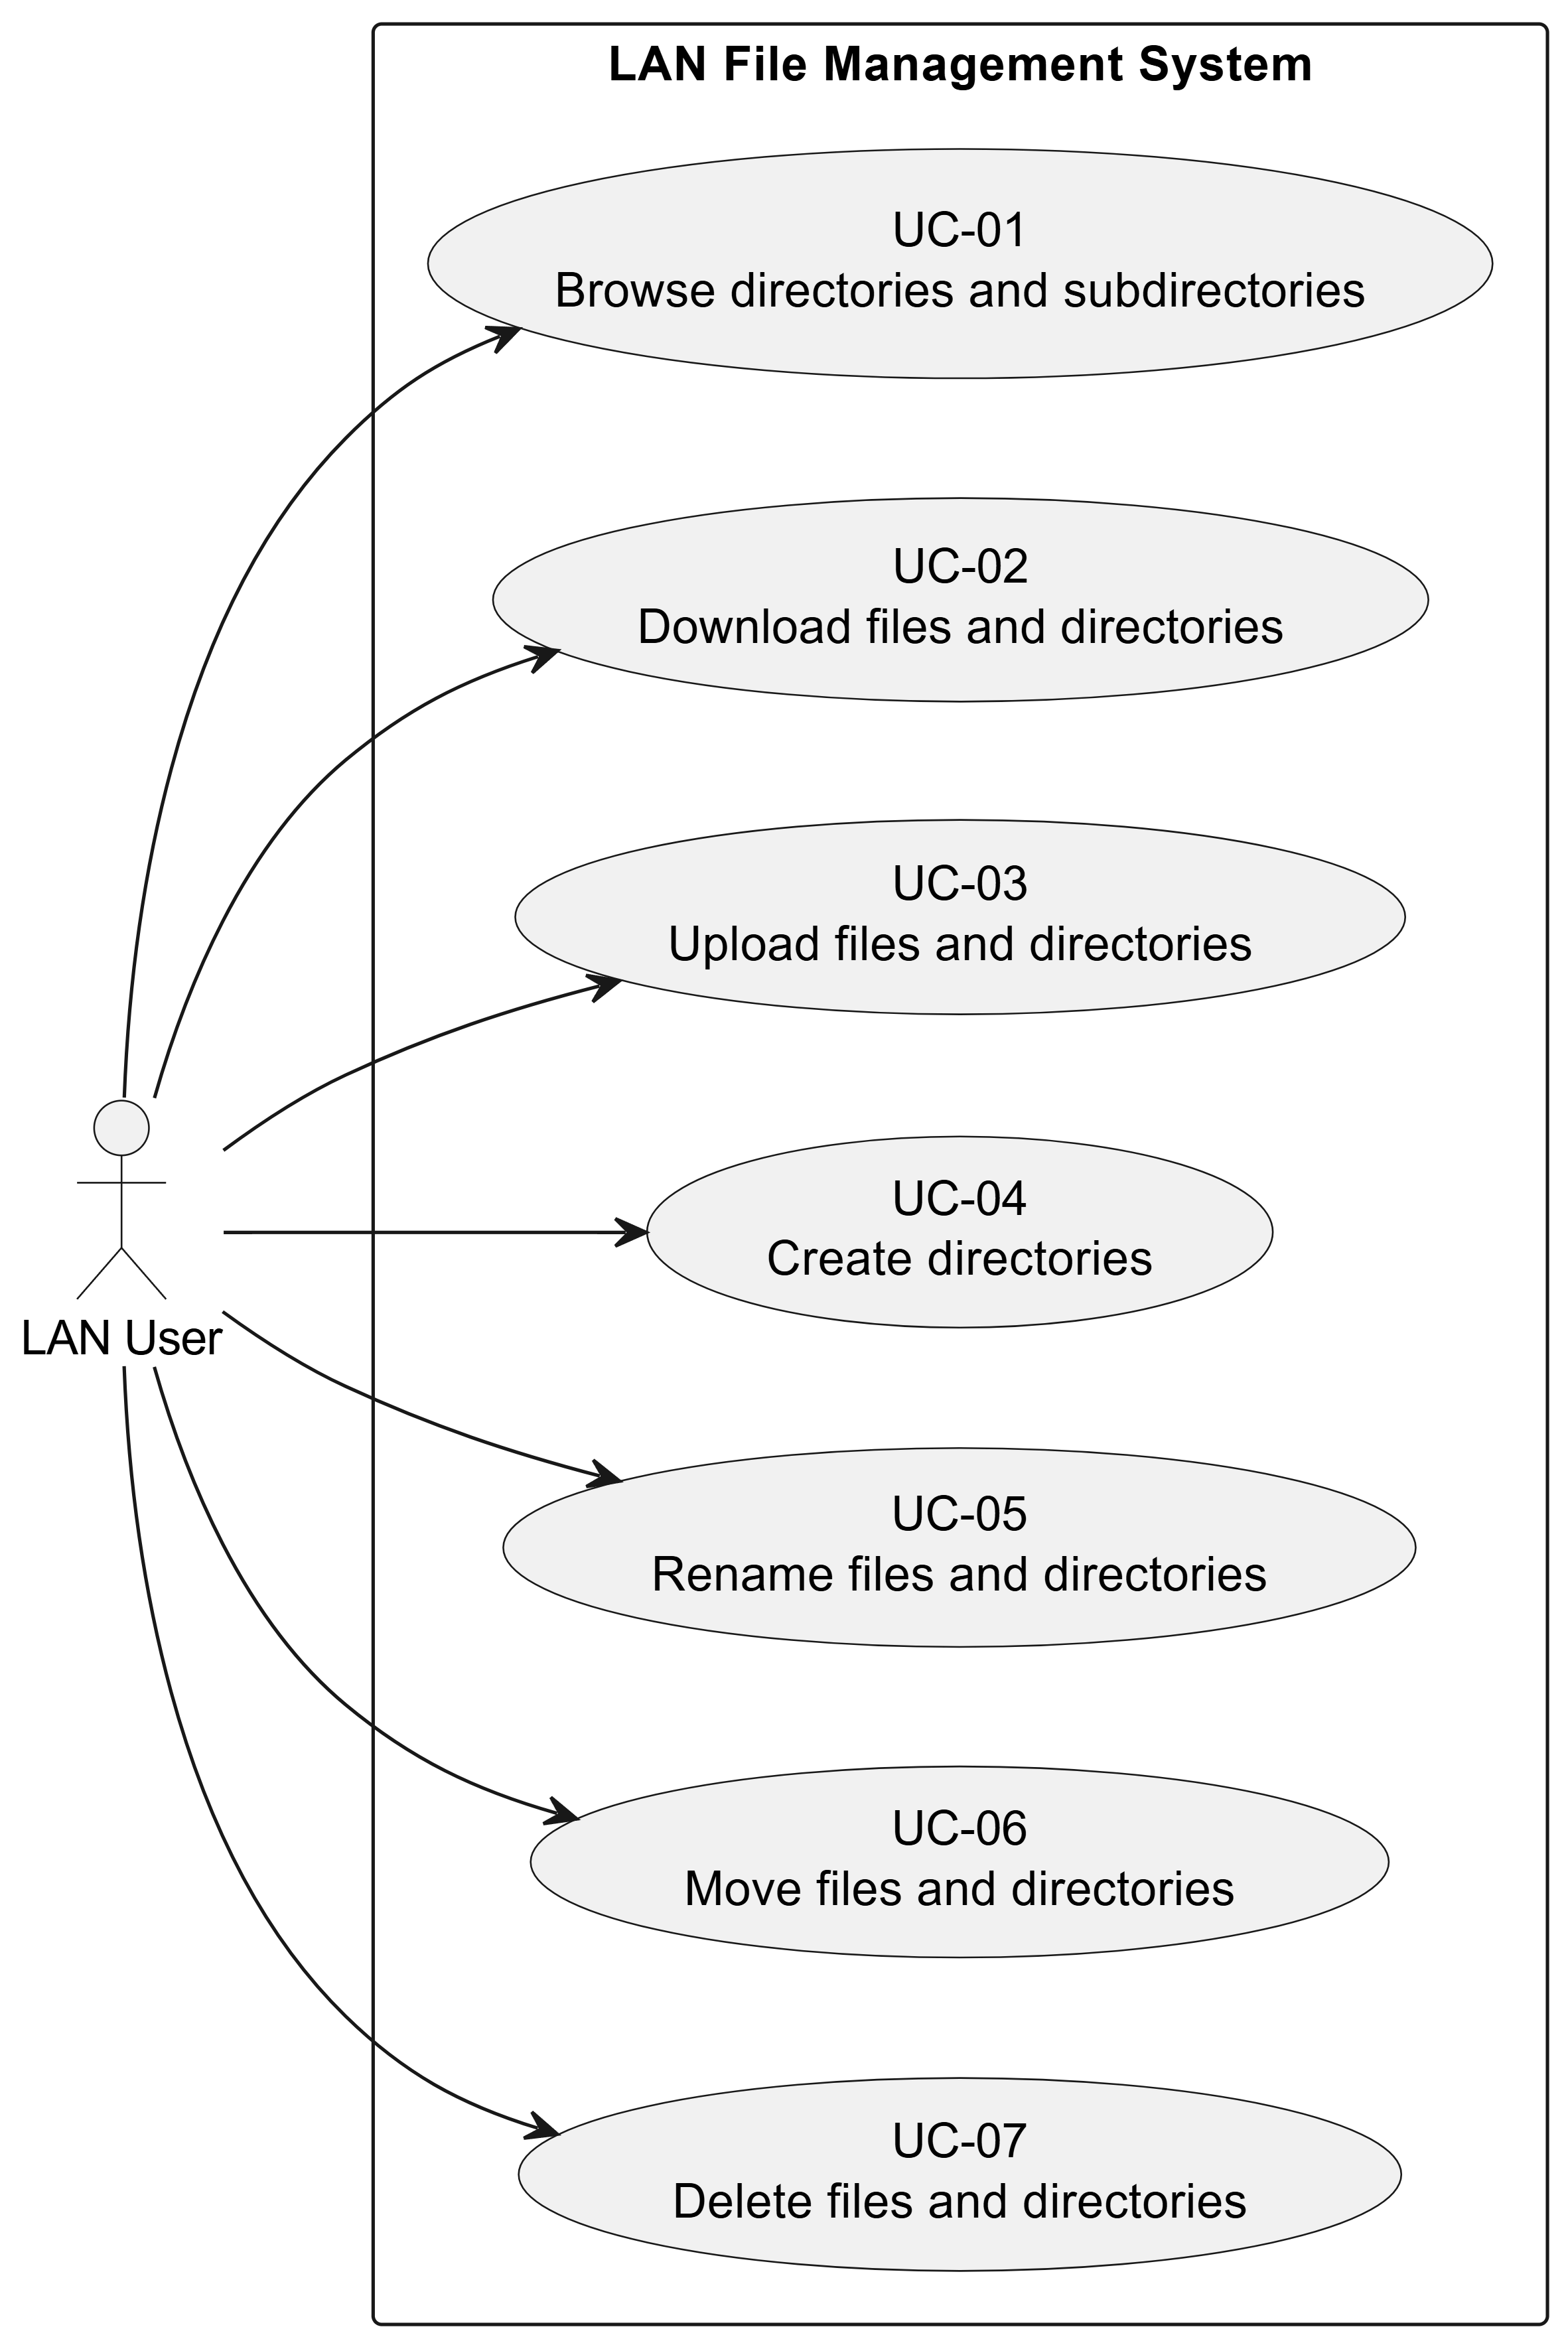 LAN File Management System
UC-01
Browse directories and subdirectories
UC-02
Download files and directories
UC-03
Upload files and directories
UC-04
Create directories
LAN User
UC-05
Rename files and directories
UC-06
Move files and directories
UC-07
Delete files and directories